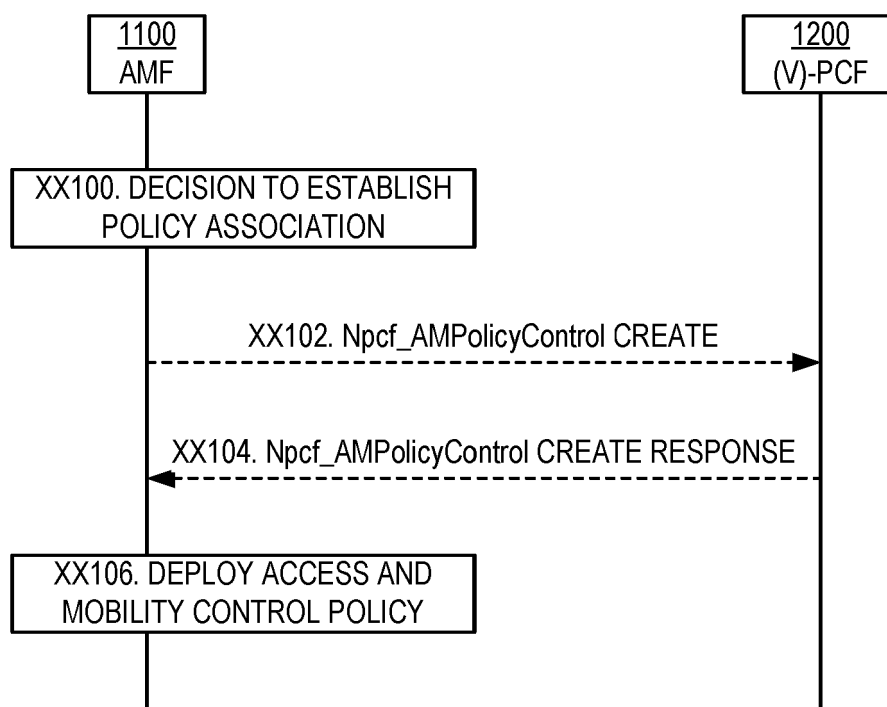 1100
AMF
1200
(V)-PCF
XX100. DECISION TO ESTABLISH
POLICY ASSOCIATION
XX102. Npcf_AMPolicyControl CREATE
XX104. Npcf_AMPolicyControl CREATE RESPONSE
XX106. DEPLOY ACCESS AND
MOBILITY CONTROL POLICY